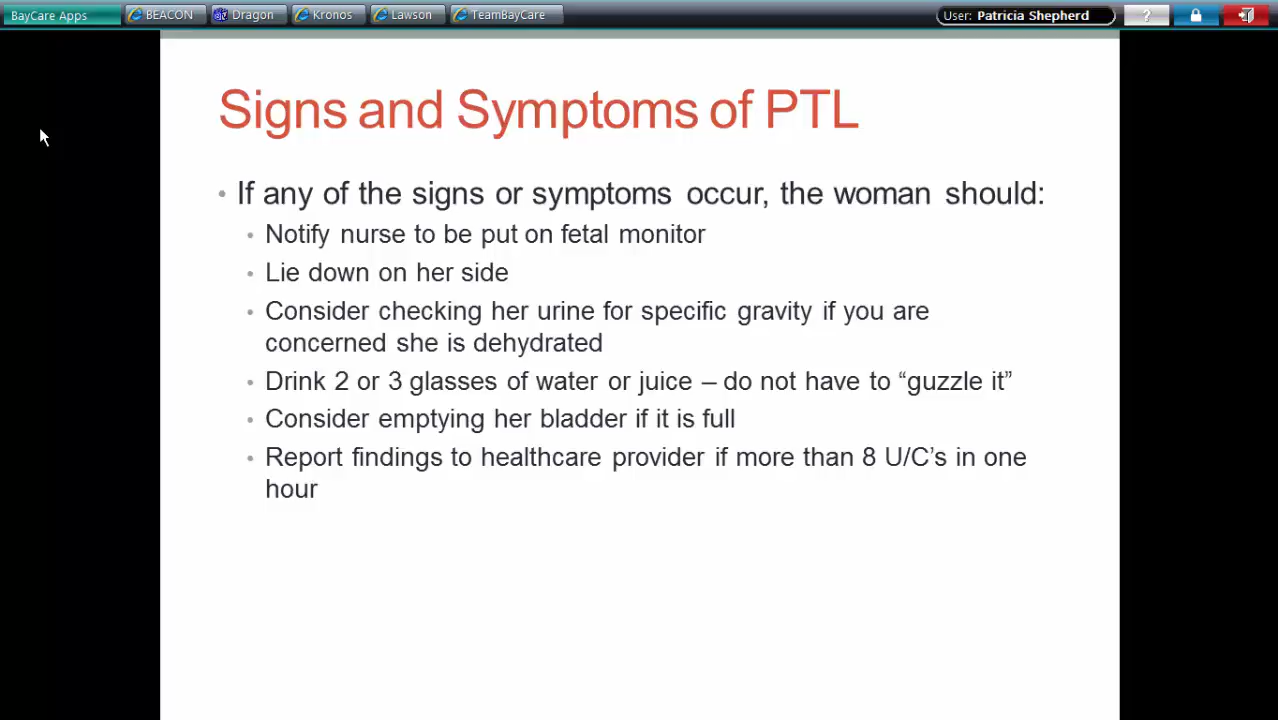 BayCare Apps BEACON Dragon Kronos Lawson TeamBayCare User: Patricia Shepherd ?
Signs and Symptoms of PTL
• If any of the signs or symptoms occur, the woman should:
• Notify nurse to be put on fetal monitor
• Lie down on her side
• Consider checking her urine for specific gravity if you are
concerned she is dehydrated
• Drink 2 or 3 glasses of water or juice – do not have to “guzzle it”
• Consider emptying her bladder if it is full
• Report findings to healthcare provider if more than 8 U/C’s in one
hour